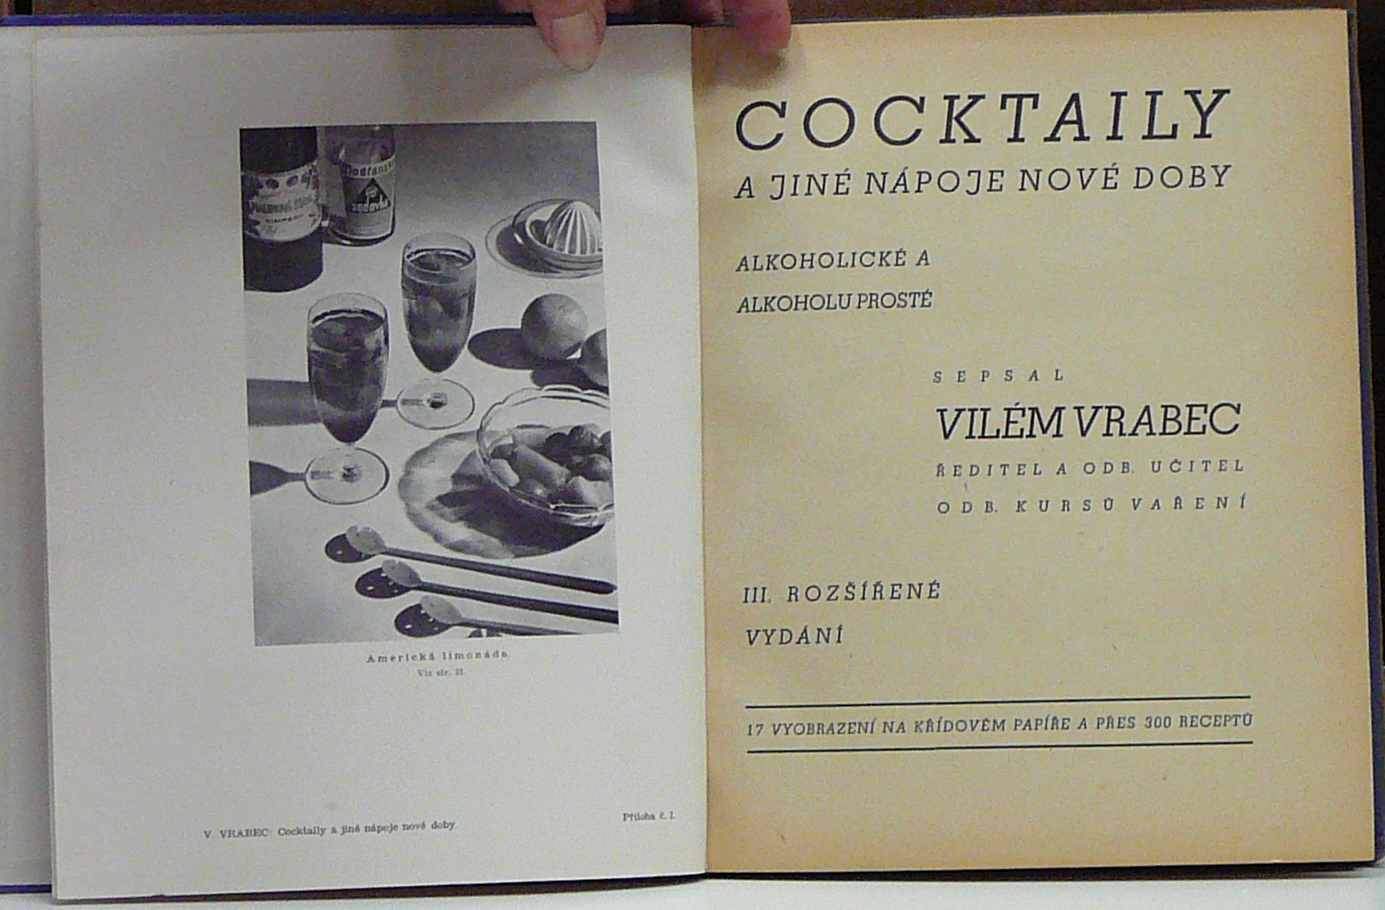 Američká limonáda.
Viz str. 21.
V. VRABEC: Cocktaily a jiné nápoje nové doby.
Příloha č. I.
COCKTAILY
A JINÉ NÁPOJE NOVÉ DOBY
ALKOHOLICKÉ A
ALKOHOLU PROSTÉ
SEPSAL
VILÉM VRABEC
ŘEDITEL A ODB. UČITEL
ODB. KURSŮ VAŘENÍ
III. ROZŠÍŘENÉ
VYDÁNÍ
17 VYOBRAZENÍ NA KŘÍDOVÉM PAPÍŘE A PŘES 300 RECEPTŮ